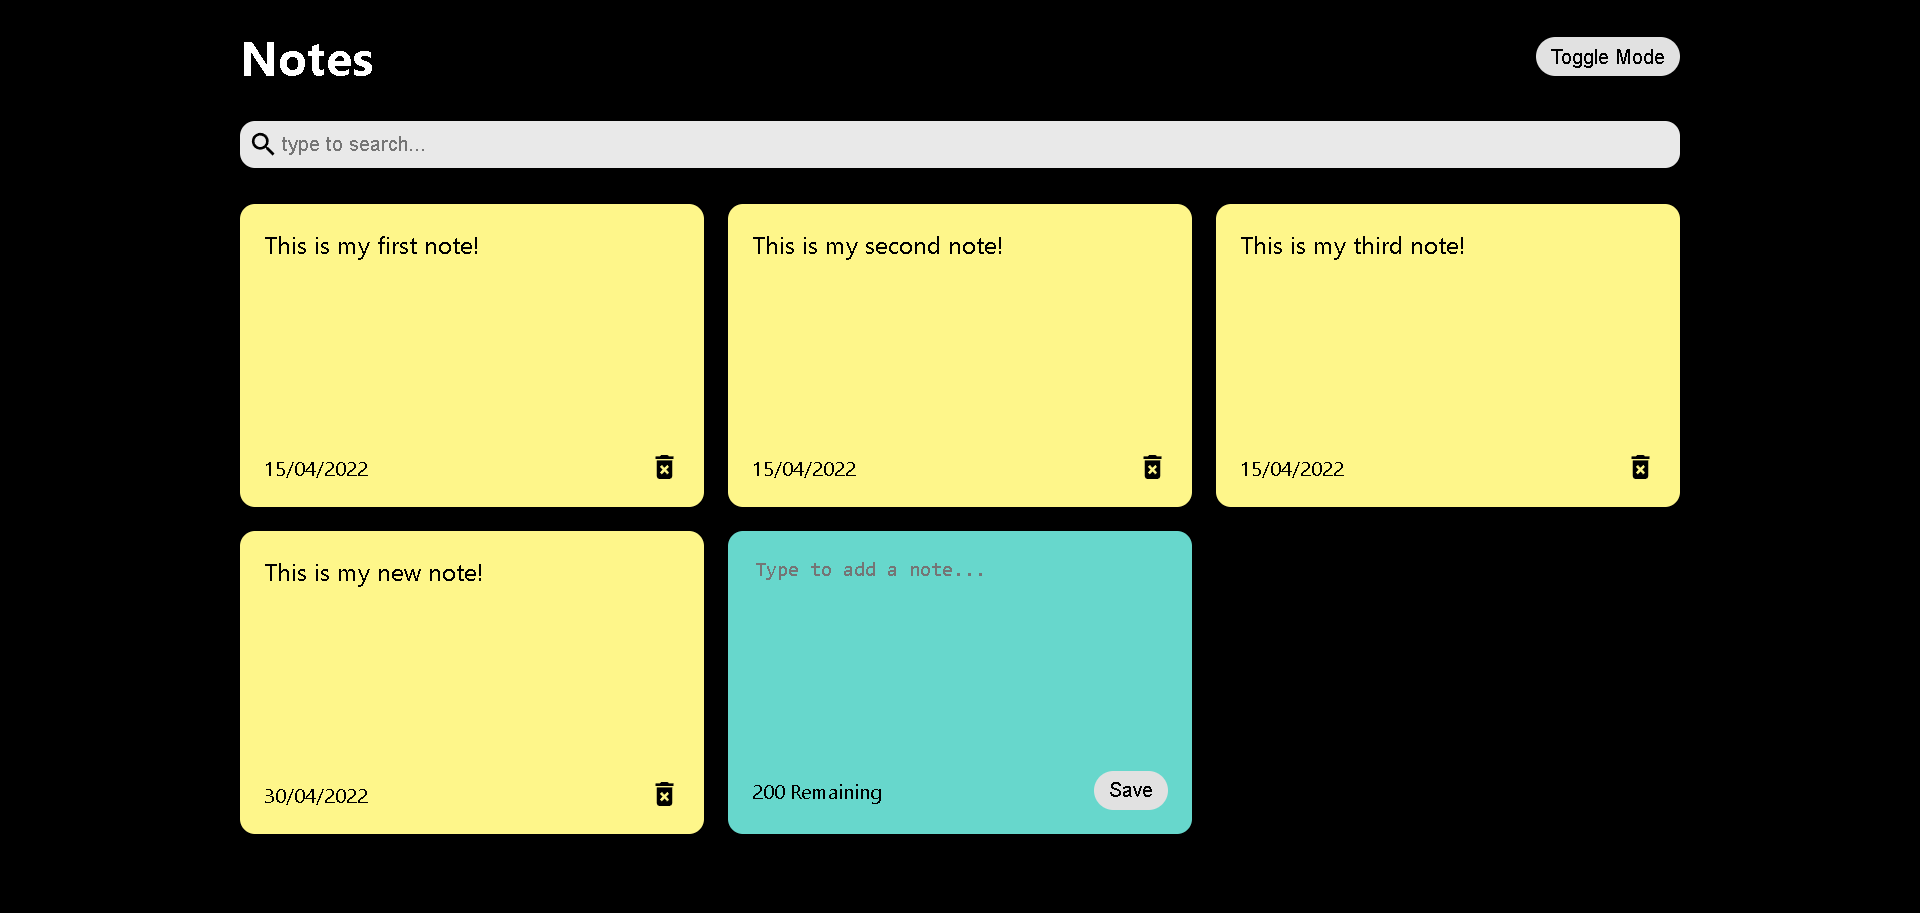 Notes
Toggle Mode
type to search...
This is my first note!
15/04/2022
This is my second note!
15/04/2022
This is my third note!
15/04/2022
This is my new note!
30/04/2022
Type to add a note...
200 Remaining
Save